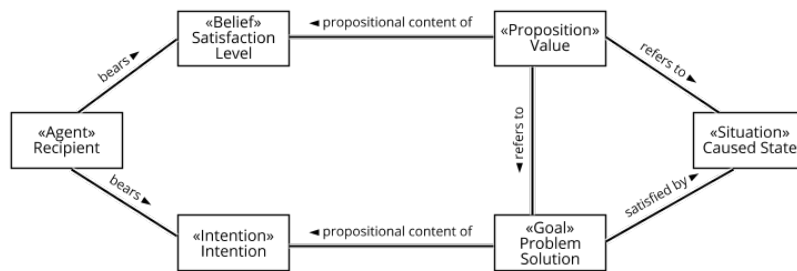 «Belief»
Satisfaction
Level
◄ propositional content of
«Proposition»
Value
bears ►
refers to ►
«Agent»
Recipient
◄ refers to
«Situation»
Caused State
bears ►
satisfied by ►
«Intention»
Intention
◄ propositional content of
«Goal»
Problem
Solution